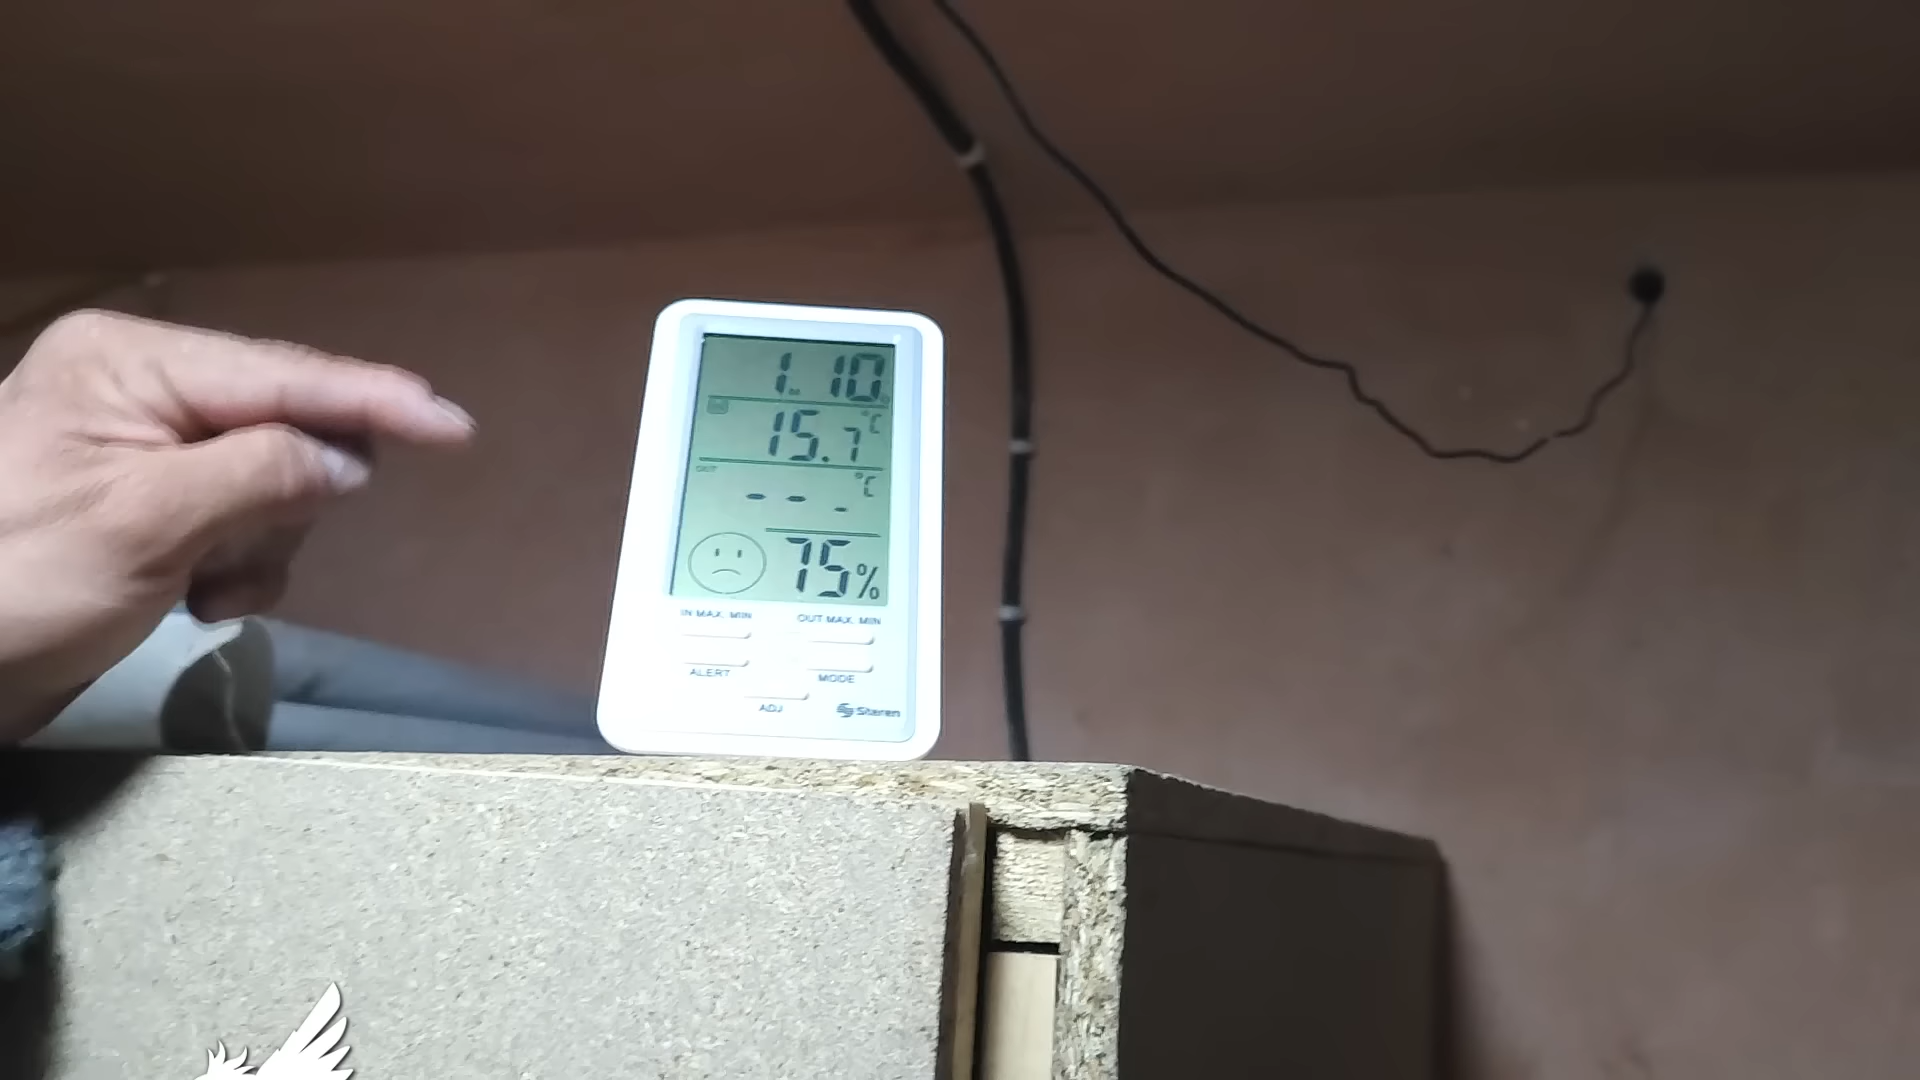 1 10
15.7 °C
OUT
--.- °C
75%
IN MAX. MIN OUT MAX. MIN
ALERT MODE
ADJ Steren